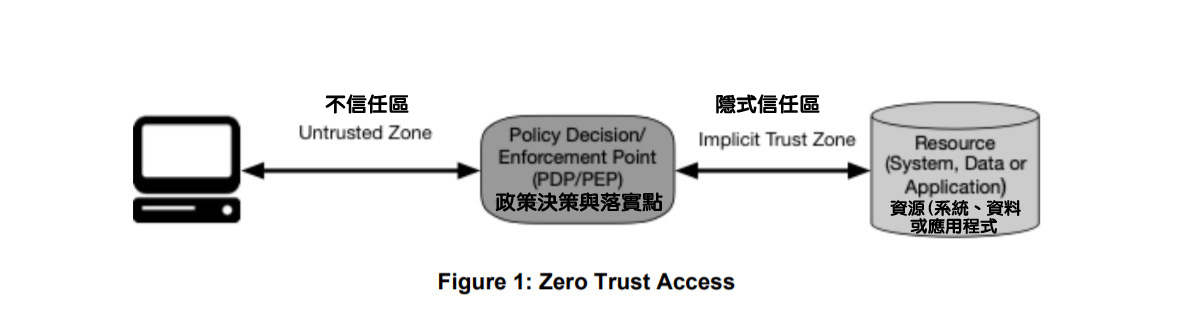 不信任區
Untrusted Zone
Policy Decision/
Enforcement Point
(PDP/PEP)
政策決策與落實點
隱式信任區
Implicit Trust Zone
Resource
(System, Data or
Application)
資源(系統、資料
或應用程式
Figure 1: Zero Trust Access